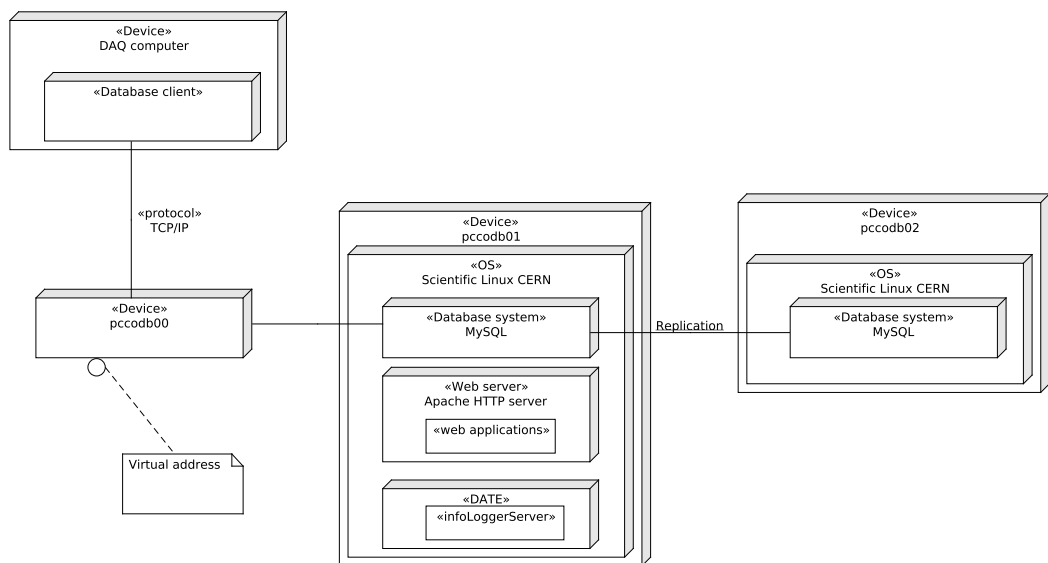 «Device»
DAQ computer
«Database client»
«protocol»
TCP/IP
«Device»
pccodb00
Virtual address
«Device»
pccodb01
«OS»
Scientific Linux CERN
«Database system»
MySQL
«Web server»
Apache HTTP server
«web applications»
«DATE»
«infoLoggerServer»
Replication
«Device»
pccodb02
«OS»
Scientific Linux CERN
«Database system»
MySQL